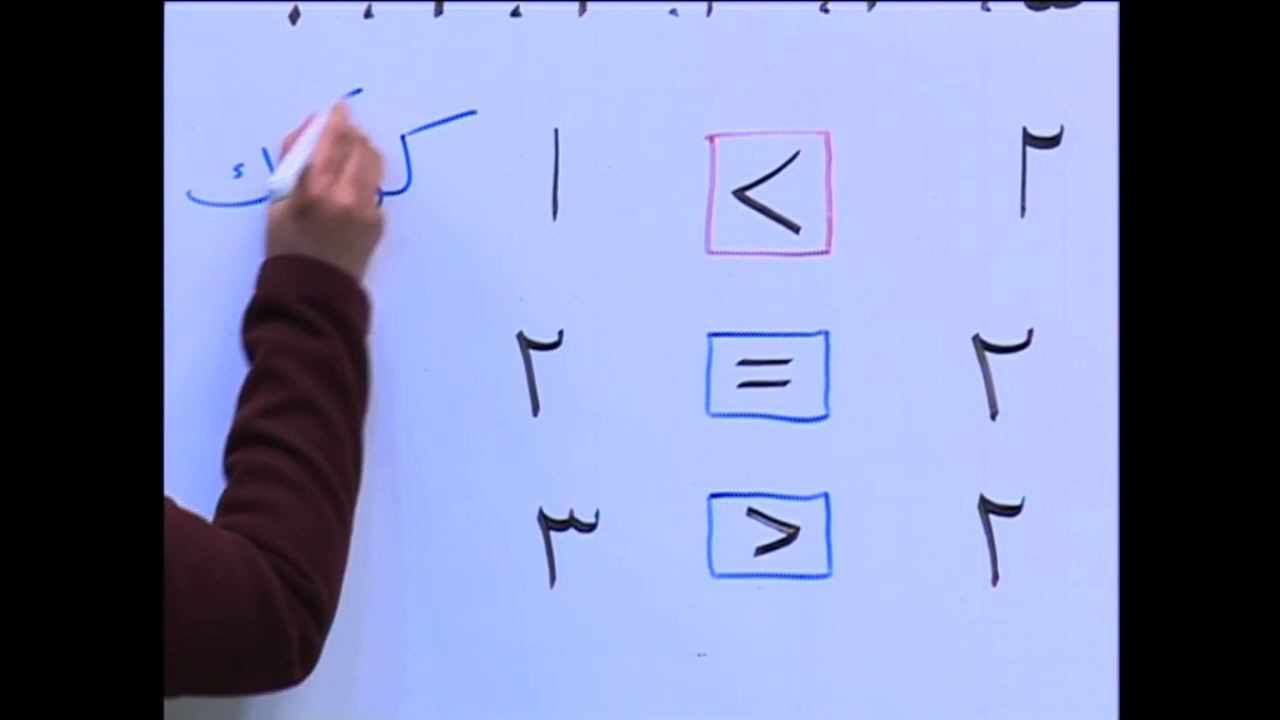 ٢ > ١
٢ = ٢
٢ < ٣